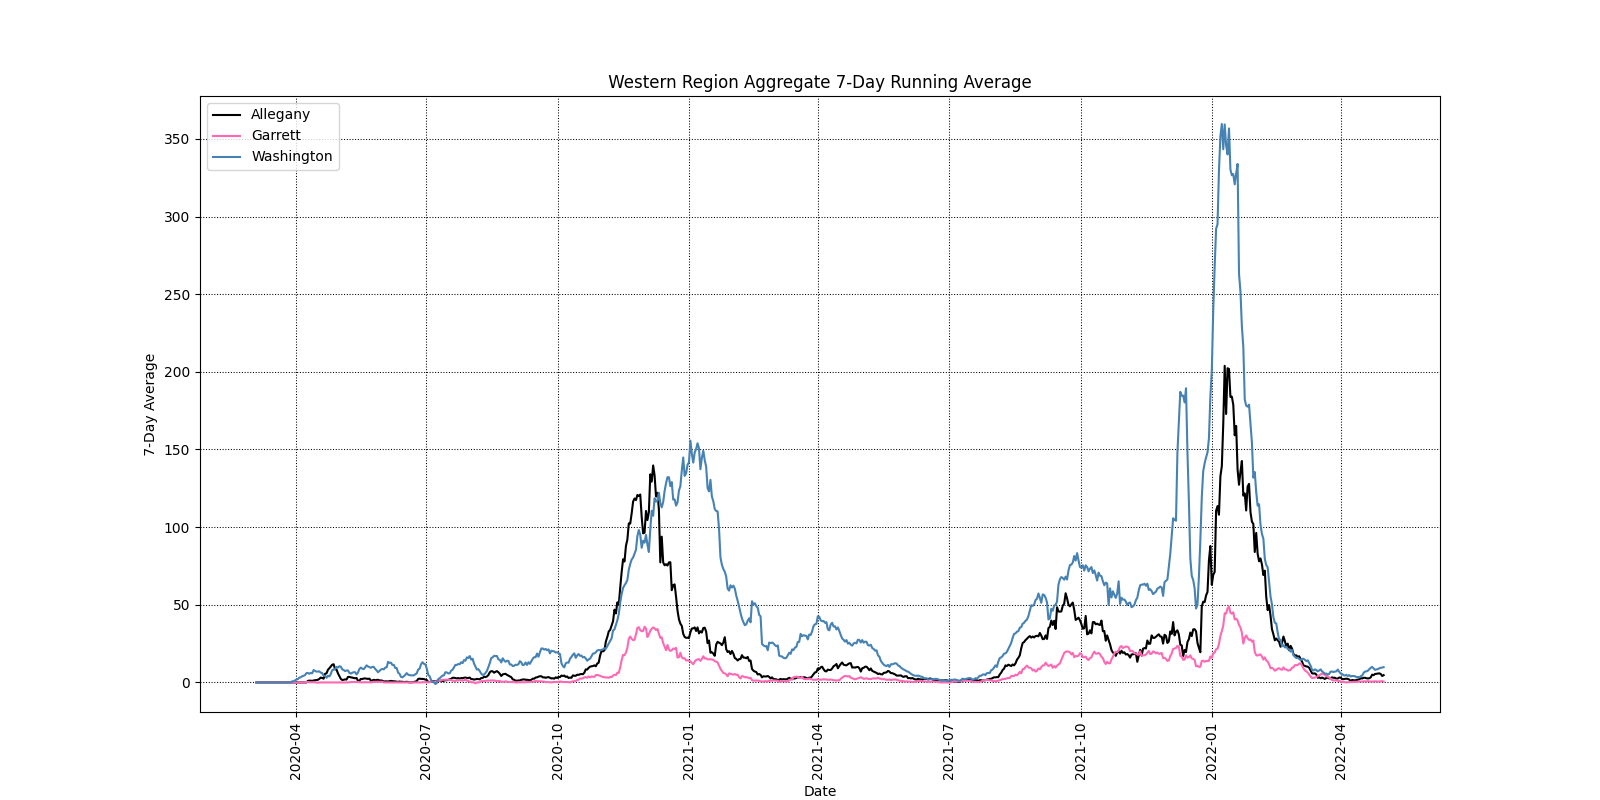 Western Region Aggregate 7-Day Running Average
Allegany
Garrett
Washington
350
300
250
200
150
100
50
0
7-Day Average
2020-04
2020-07
2020-10
2021-01
2021-04
2021-07
2021-10
2022-01
2022-04
Date